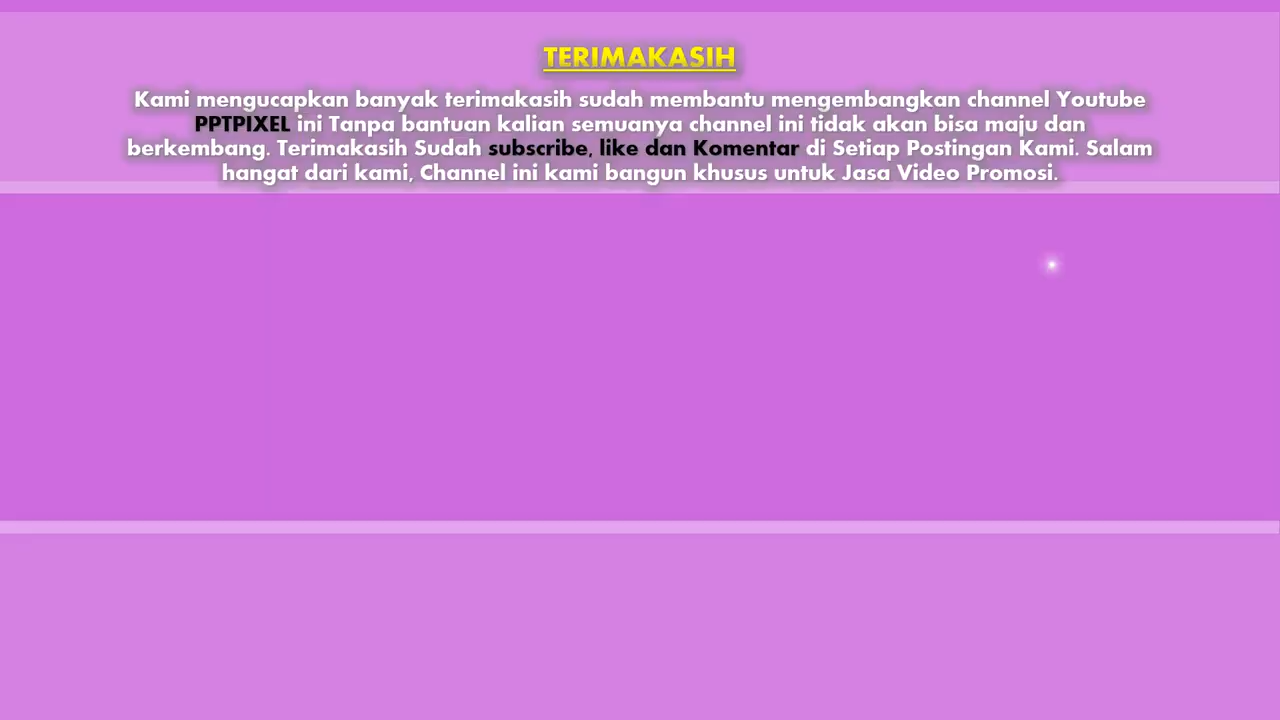 TERIMAKASIH
Kami mengucapkan banyak terimakasih sudah membantu mengembangkan channel Youtube
PPTPIXEL ini Tanpa bantuan kalian semuanya channel ini tidak akan bisa maju dan
berkembang. Terimakasih Sudah subscribe, like dan Komentar di Setiap Postingan Kami. Salam
hangat dari kami, Channel ini kami bangun khusus untuk Jasa Video Promosi.